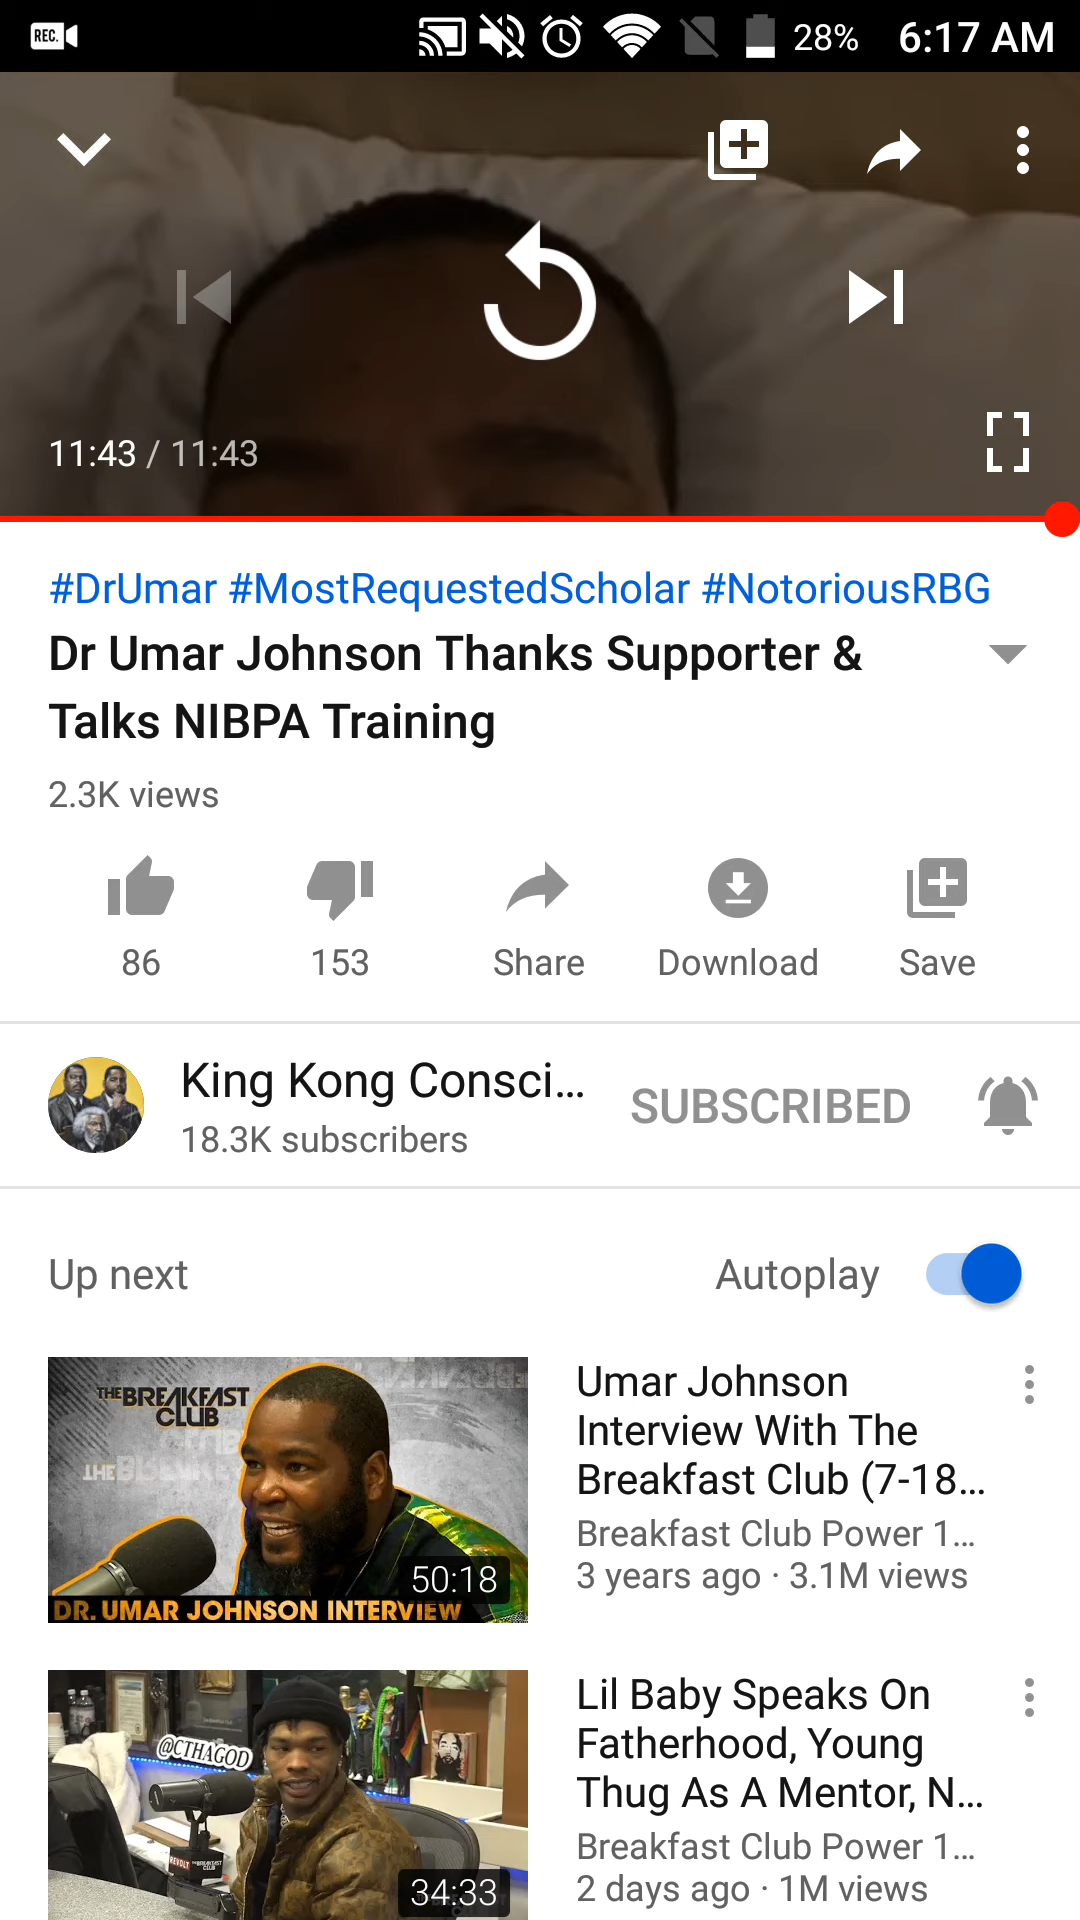 REC.
28% 6:17 AM
11:43 / 11:43
#DrUmar #MostRequestedScholar #NotoriousRBG
Dr Umar Johnson Thanks Supporter &
Talks NIBPA Training
2.3K views
86 153 Share Download Save
King Kong Consci...
SUBSCRIBED
18.3K subscribers
Up next
Autoplay
THE BREAKFAST
CLUB
50:18
DR. UMAR JOHNSON INTERVIEW
Umar Johnson
Interview With The
Breakfast Club (7-18...
Breakfast Club Power 1...
3 years ago · 3.1M views
@CTHAGOD
REVOLT
34:33
Lil Baby Speaks On
Fatherhood, Young
Thug As A Mentor, N...
Breakfast Club Power 1...
2 days ago · 1M views